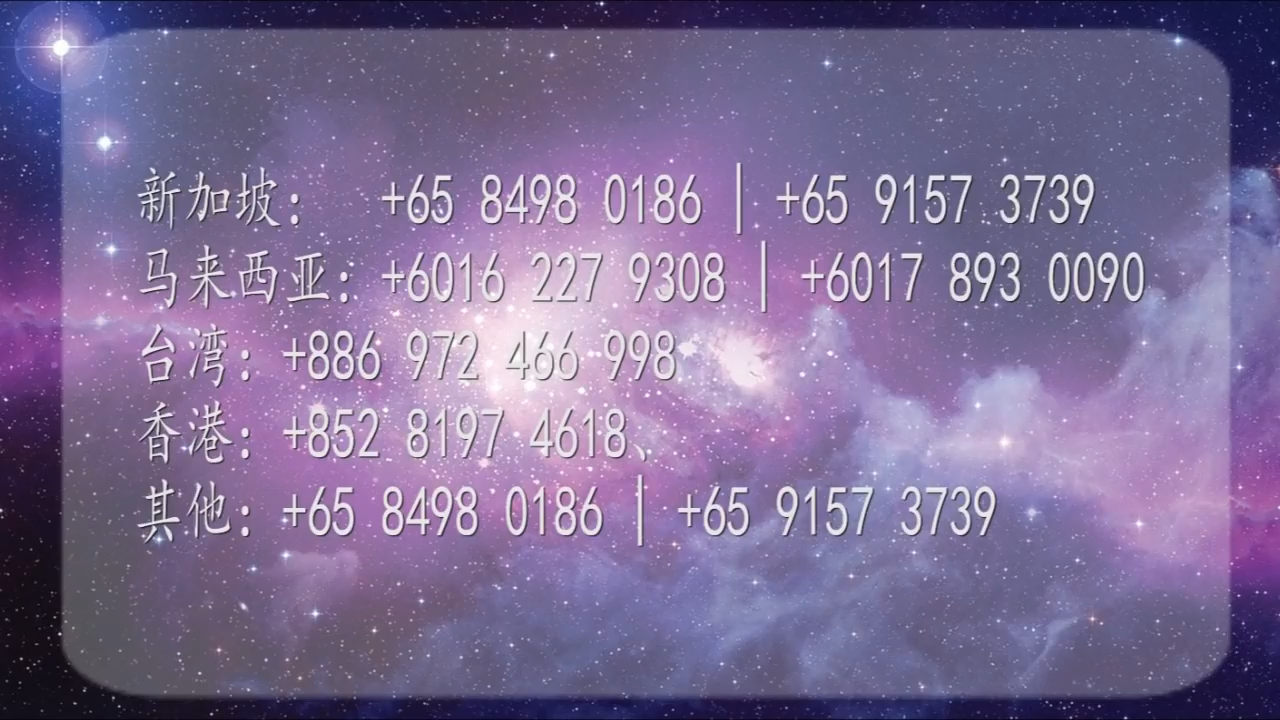 新加坡： +65 8498 0186 | +65 9157 3739
马来西亚：+6016 227 9308 | +6017 893 0090
台湾：+886 972 466 998
香港：+852 8197 4618、
其他：+65 8498 0186 | +65 9157 3739